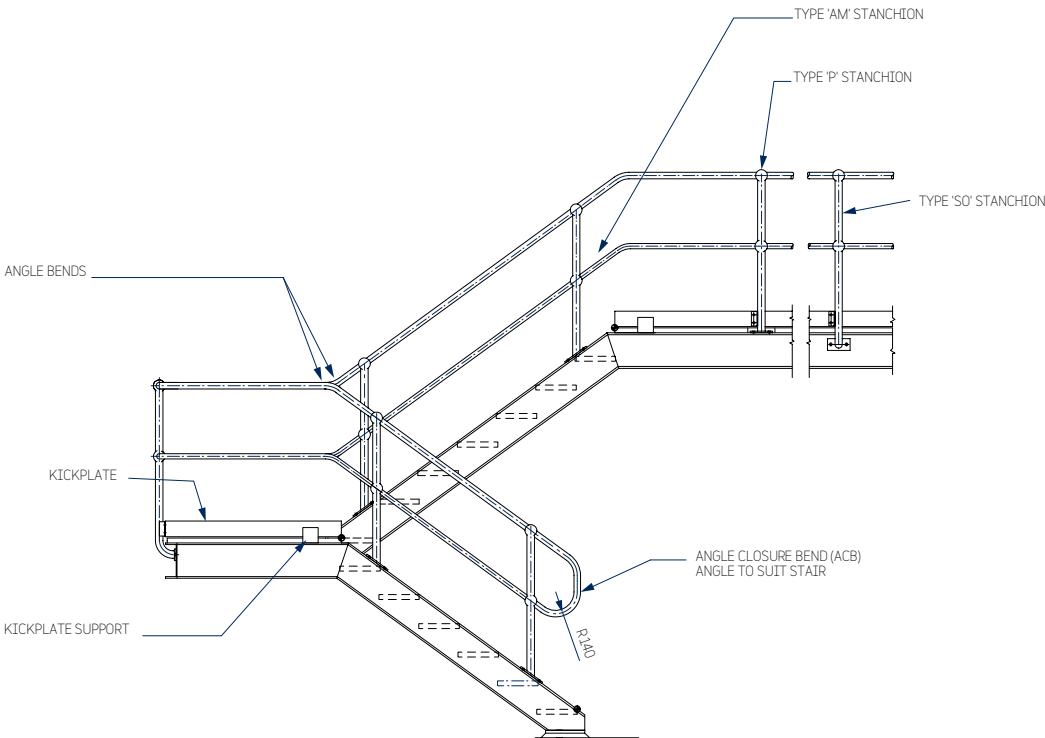 TYPE 'AM' STANCHION
TYPE 'P' STANCHION
TYPE 'SO' STANCHION
ANGLE BENDS
KICKPLATE
ANGLE CLOSURE BEND (ACB)
ANGLE TO SUIT STAIR
KICKPLATE SUPPORT
R140